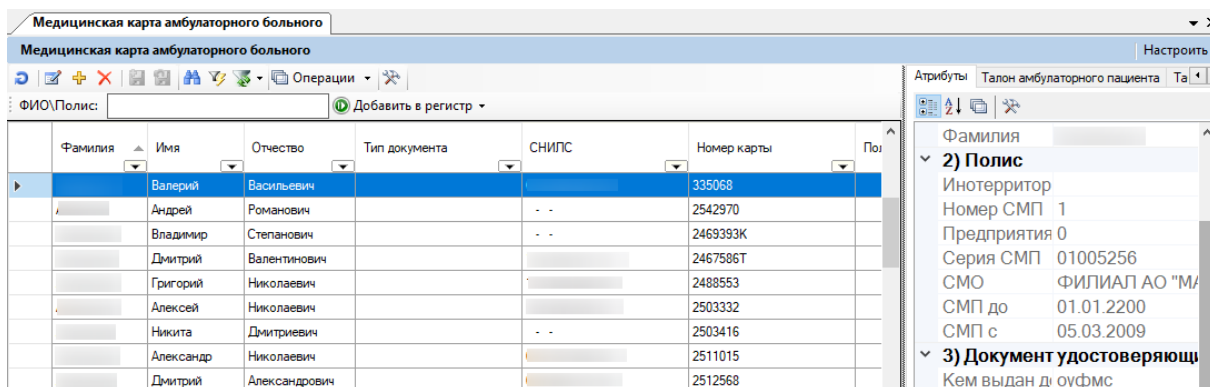 Медицинская карта амбулаторного больного
Медицинская карта амбулаторного больного Настроить
Операции
ФИО\Полис: Добавить в регистр
Фамилия Имя Отчество Тип документа СНИЛС Номер карты
Валерий Васильевич 335068
Андрей Романович - - 2542970
Владимир Степанович - - 2469393К
Дмитрий Валентинович 2467586Т
Григорий Николаевич 2488553
Алексей Николаевич 2503332
Никита Дмитриевич - - 2503416
Александр Николаевич 2511015
Дмитрий Александрович 2512568
Атрибуты Талон амбулаторного пациента Та
Фамилия
2) Полис
Инотерритор
Номер СМП 1
Предприятия 0
Серия СМП 01005256
СМО ФИЛИАЛ АО "МА
СМП до 01.01.2200
СМП с 05.03.2009
3) Документ удостоверяющи
Кем выдан до оуфмс